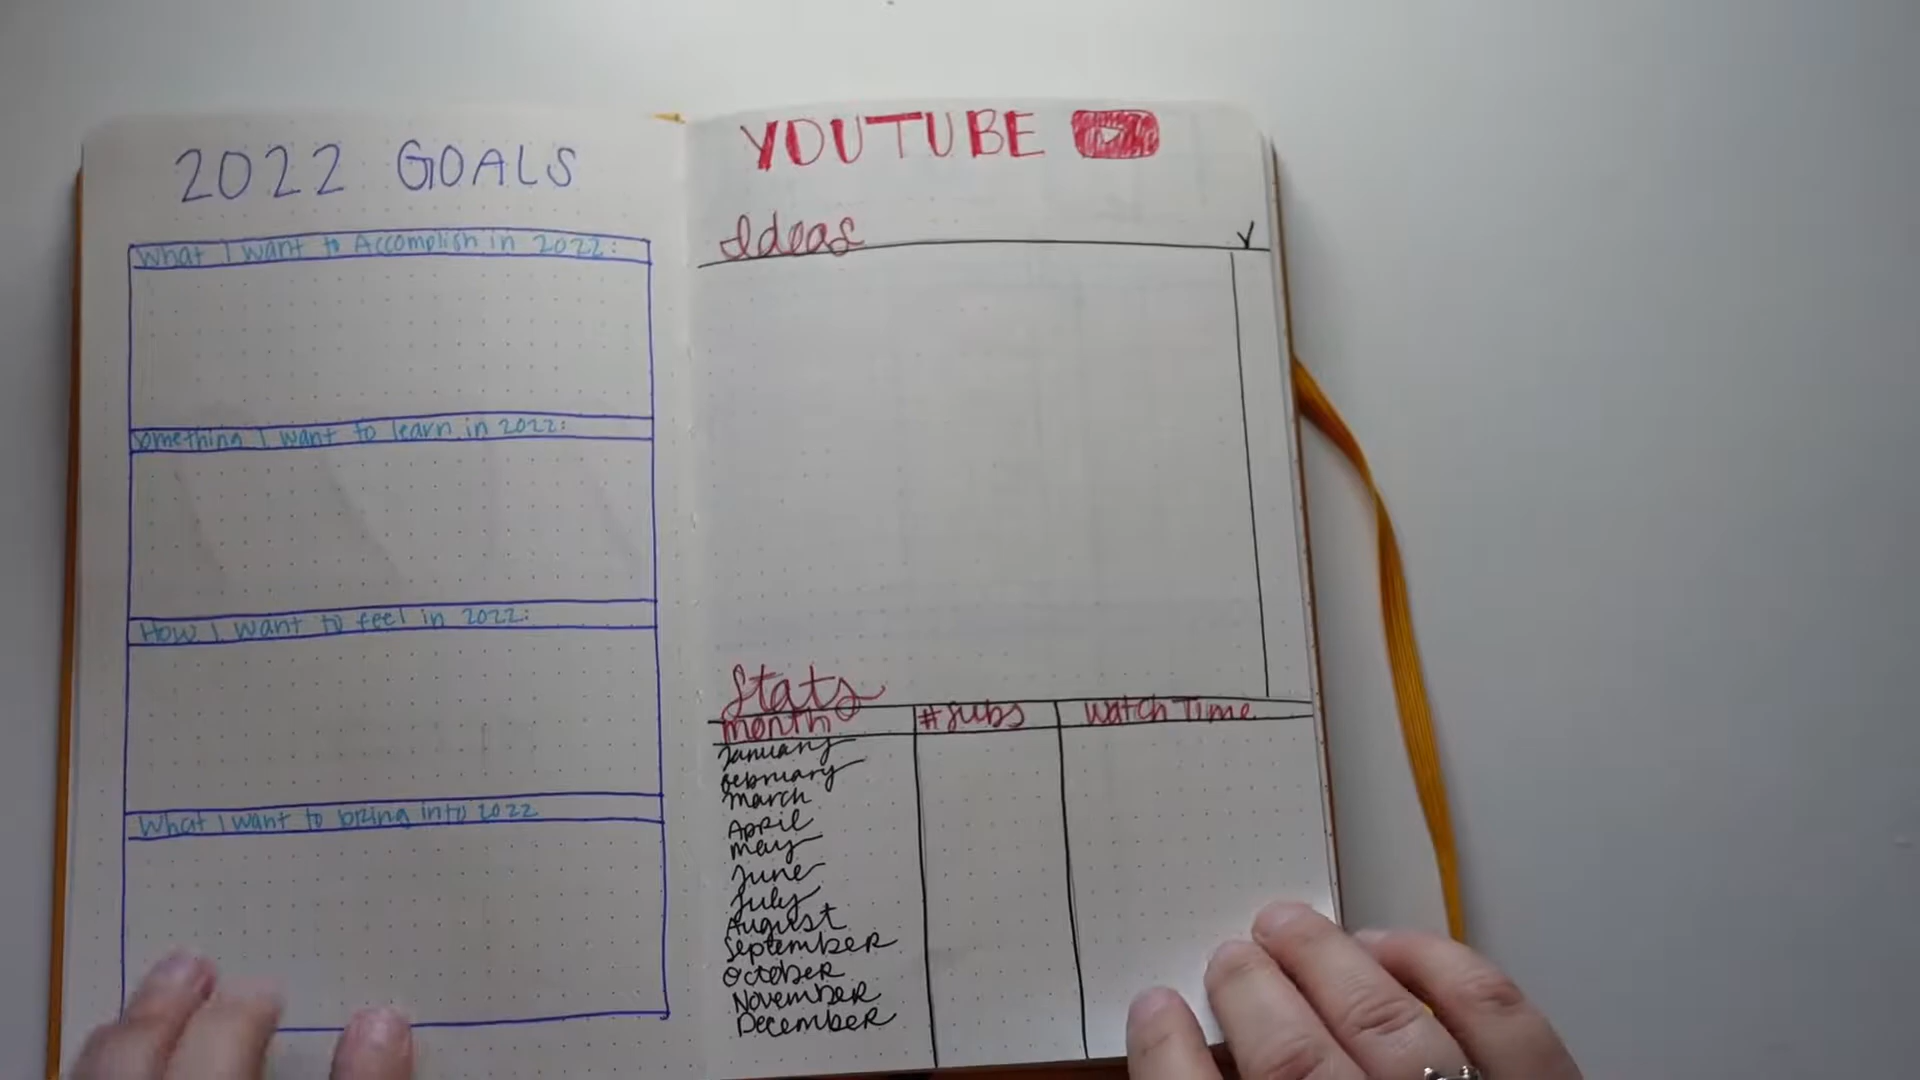 2022 GOALS
What I want to Accomplish in 2022:
Something I want to learn in 2022:
How I want to feel in 2022:
What I want to bring into 2022
YOUTUBE
Ideas ✓
Stats
month #subs Watch Time
January
February
March
April
May
June
July
August
September
October
November
December